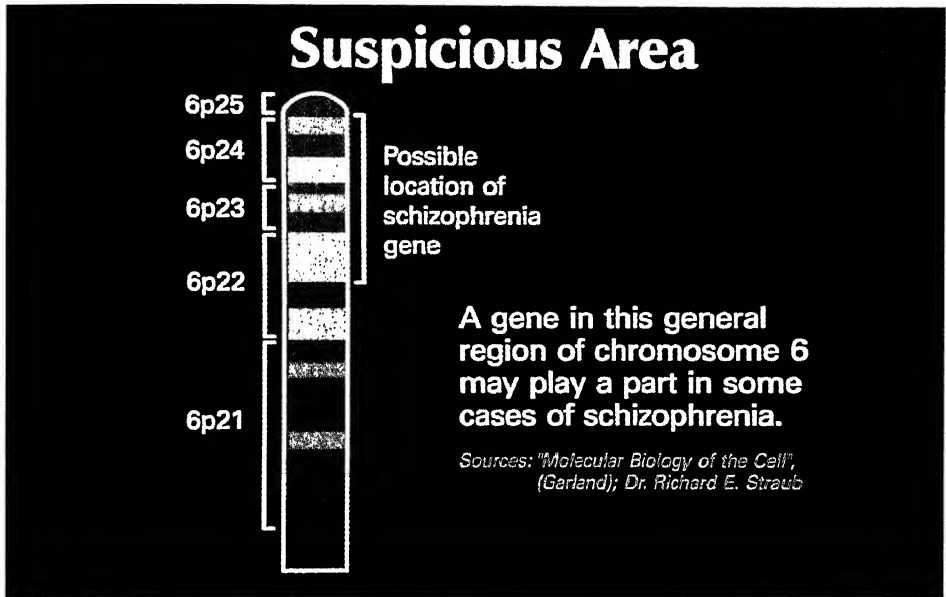 Suspicious Area
6p25
6p24
6p23
6p22
6p21
Possible
location of
schizophrenia
gene
A gene in this general
region of chromosome 6
may play a part in some
cases of schizophrenia.
Sources: "Molecular Biology of the Cell",
(Garland); Dr. Richard E. Straub